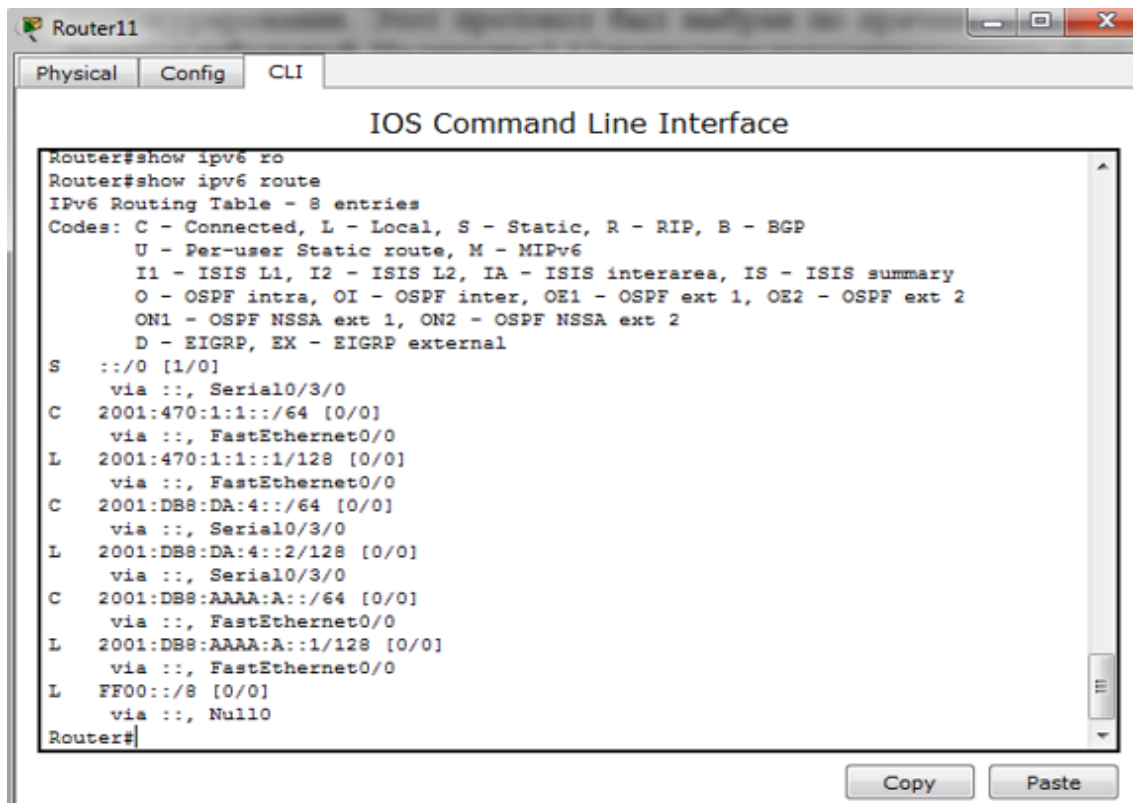 Router11
Physical Config CLI
IOS Command Line Interface
Router#show ipv6 ro
Router#show ipv6 route
IPv6 Routing Table - 8 entries
Codes: C - Connected, L - Local, S - Static, R - RIP, B - BGP
U - Per-user Static route, M - MIPv6
I1 - ISIS L1, I2 - ISIS L2, IA - ISIS interarea, IS - ISIS summary
O - OSPF intra, OI - OSPF inter, OE1 - OSPF ext 1, OE2 - OSPF ext 2
ON1 - OSPF NSSA ext 1, ON2 - OSPF NSSA ext 2
D - EIGRP, EX - EIGRP external
S ::/0 [1/0]
via ::, Serial0/3/0
C 2001:470:1:1::/64 [0/0]
via ::, FastEthernet0/0
L 2001:470:1:1::1/128 [0/0]
via ::, FastEthernet0/0
C 2001:DB8:DA:4::/64 [0/0]
via ::, Serial0/3/0
L 2001:DB8:DA:4::2/128 [0/0]
via ::, Serial0/3/0
C 2001:DB8:AAAA:A::/64 [0/0]
via ::, FastEthernet0/0
L 2001:DB8:AAAA:A::1/128 [0/0]
via ::, FastEthernet0/0
L FF00::/8 [0/0]
via ::, Null0
Router#
Copy Paste